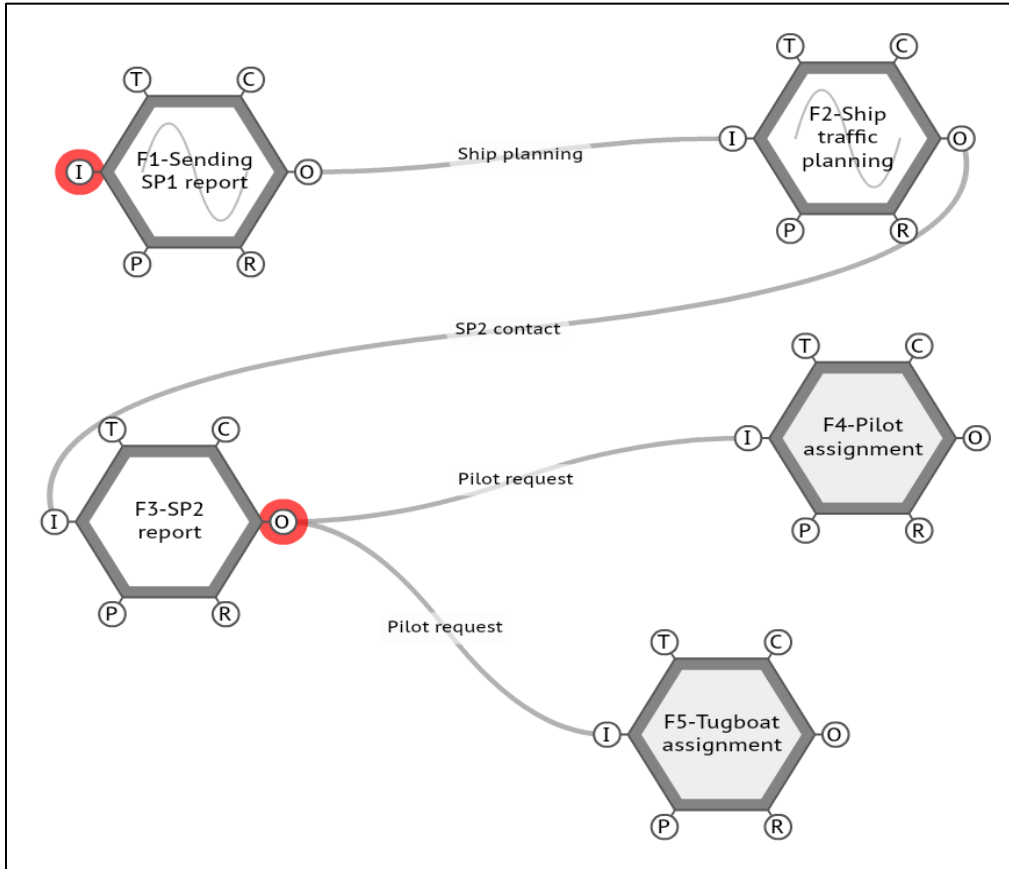 T
C
F1-Sending
SP1 report
I
O
P
R
Ship planning
T
C
F2-Ship
traffic
planning
I
O
P
R
SP2 contact
T
C
F3-SP2
report
I
O
P
R
Pilot request
T
C
F4-Pilot
assignment
I
O
P
R
Pilot request
T
C
F5-Tugboat
assignment
I
O
P
R